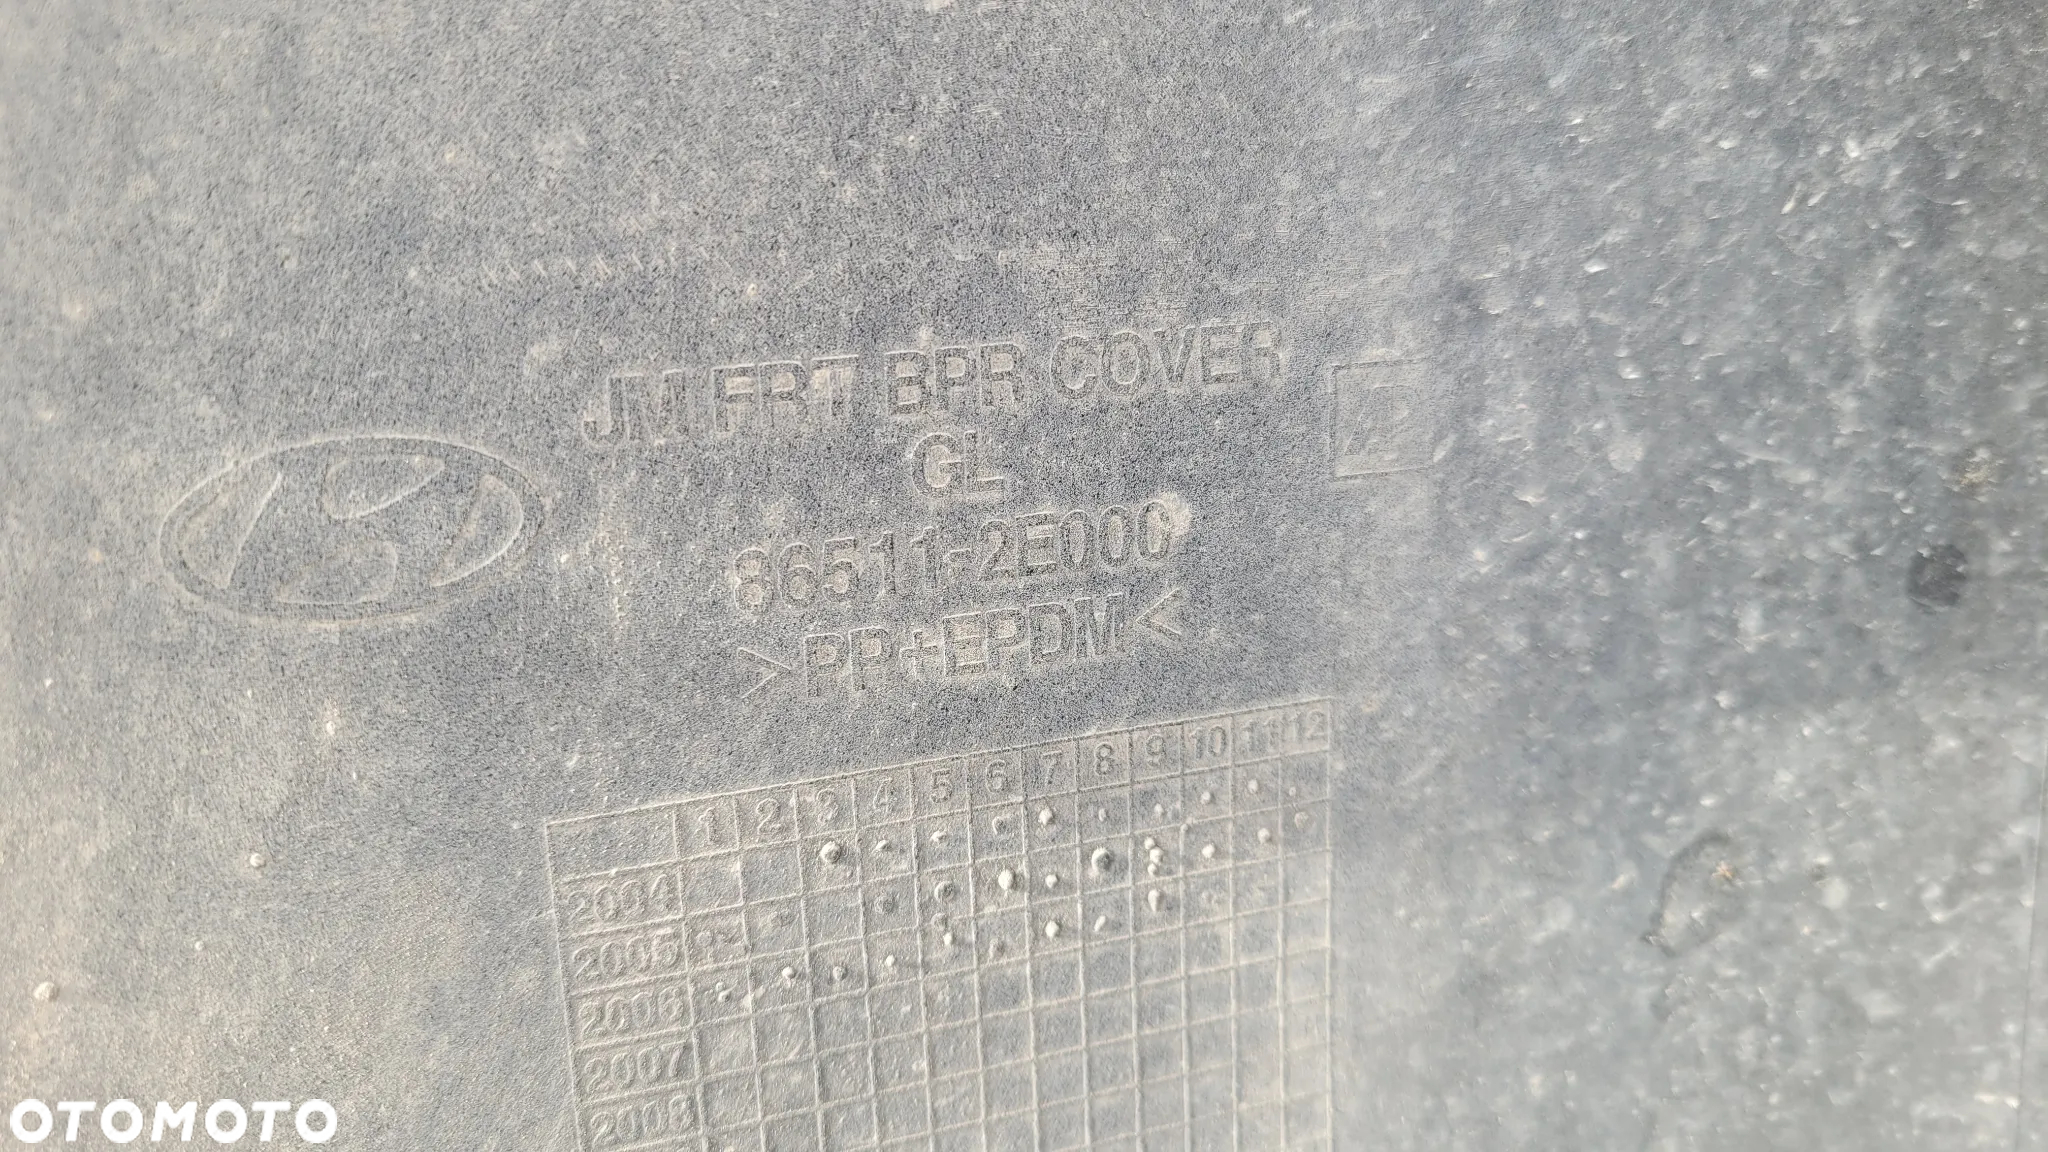 JM FRT BPR COVER
GL
86511-2E000
>PP+EPDM<
1 2 3 4 5 6 7 8 9 10 11 12
2004
2005
2006
2007
2008
OTOMOTO